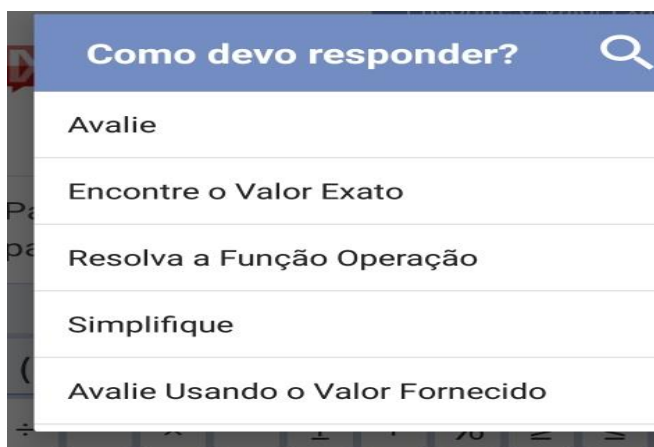 Como devo responder?
Avalie
Encontre o Valor Exato
Resolva a Função Operação
Simplifique
Avalie Usando o Valor Fornecido